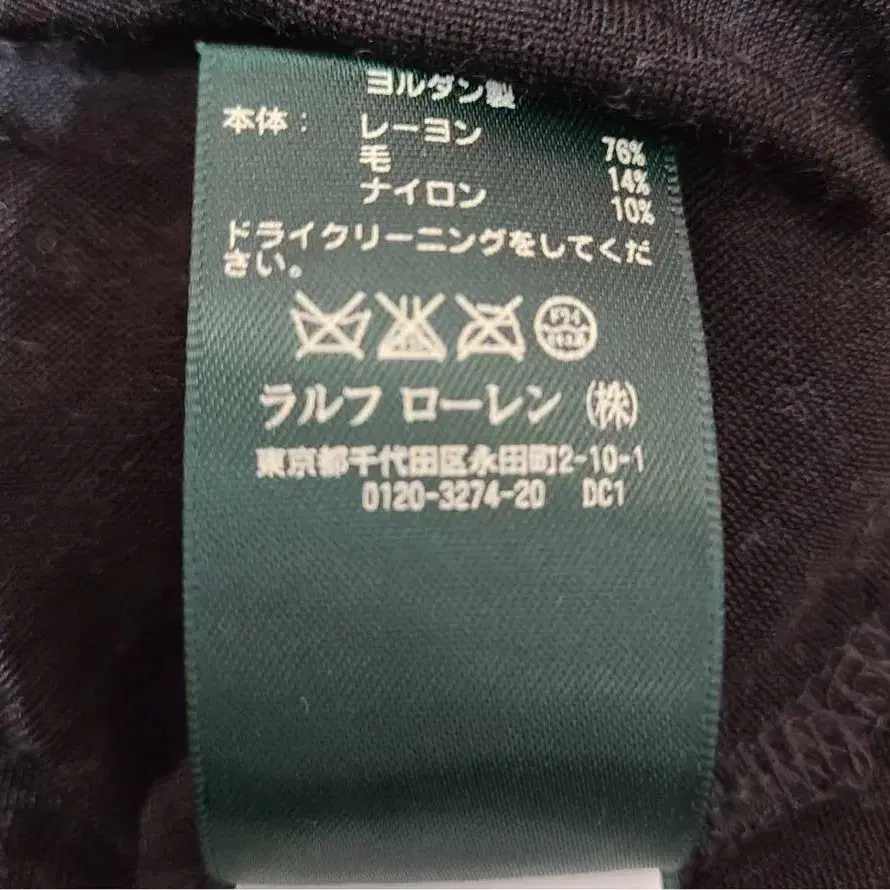 ヨルダン製
本体: レーヨン 76%
毛 14%
ナイロン 10%
ドライクリーニングをしてくだ
さい。
ドライ
ラルフ ローレン (株)
東京都千代田区永田町2-10-1
0120-3274-20 DC1